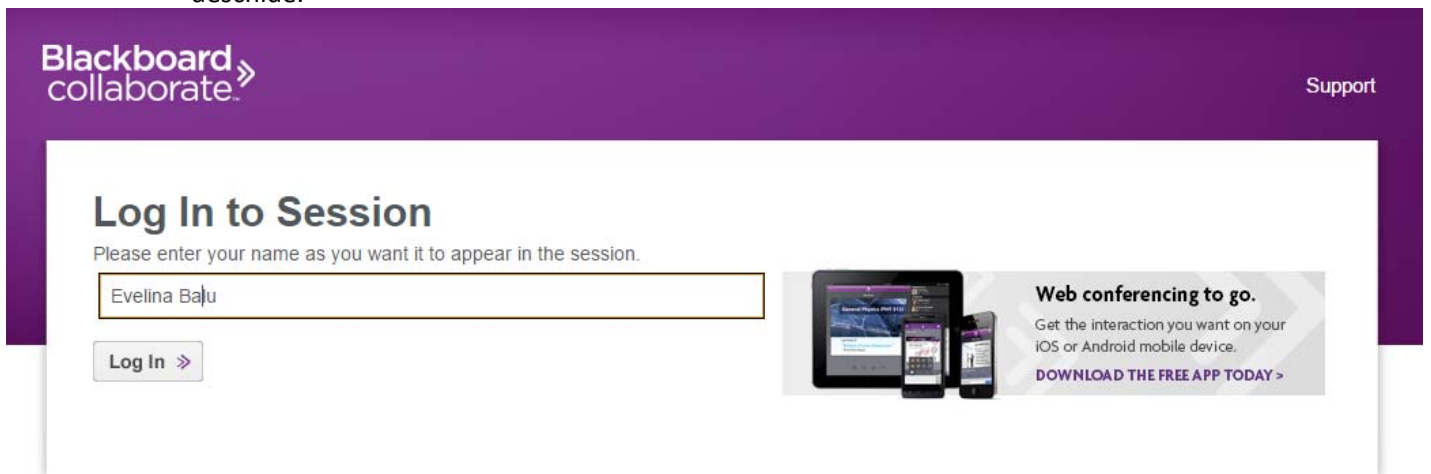 deschide.
Blackboard
collaborate™
Support
Log In to Session
Please enter your name as you want it to appear in the session.
Evelina Balu
Log In
Web conferencing to go.
Get the interaction you want on your
iOS or Android mobile device.
DOWNLOAD THE FREE APP TODAY >